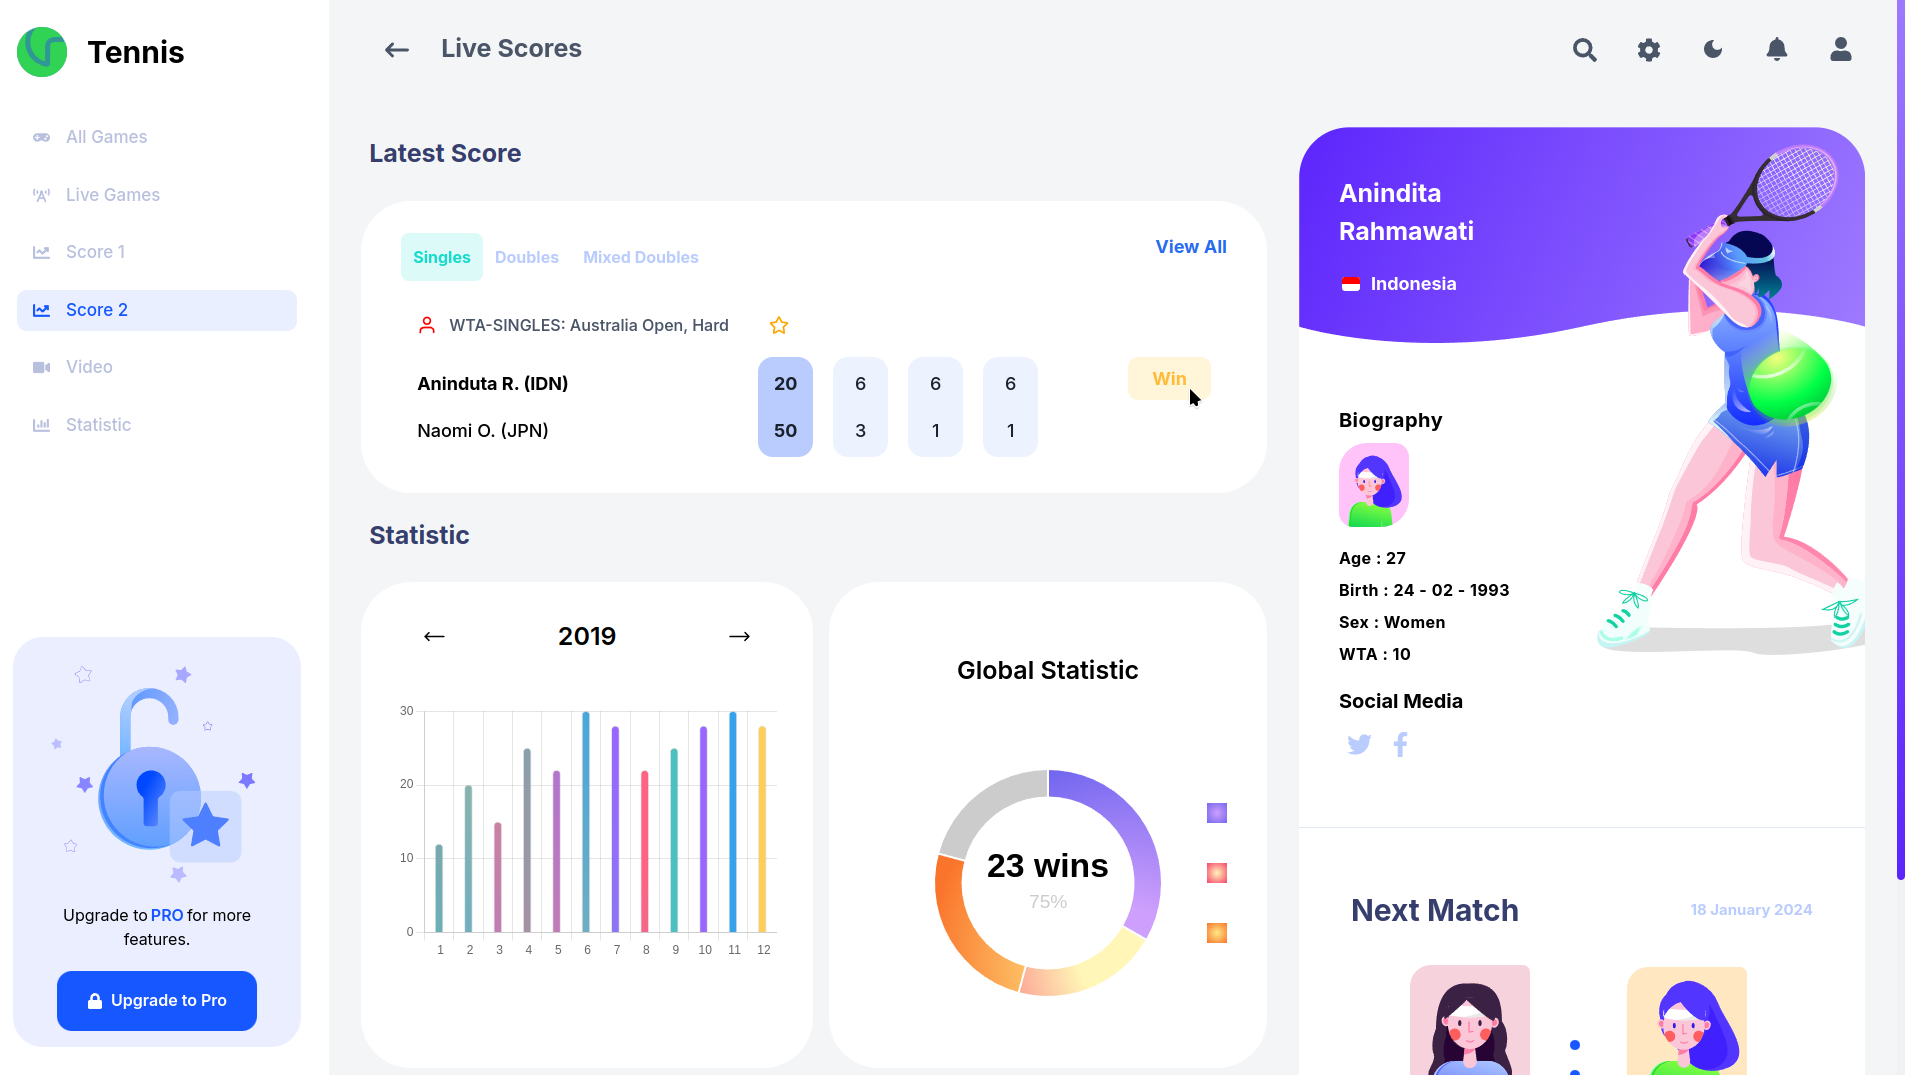 Tennis
All Games
Live Games
Score 1
Score 2
Video
Statistic
Upgrade to PRO for more
features.
Upgrade to Pro
Live Scores
Latest Score
Singles
Doubles
Mixed Doubles
View All
WTA-SINGLES: Australia Open, Hard
Aninduta R. (IDN)
20
6
6
6
Win
Naomi O. (JPN)
50
3
1
1
Statistic
2019
30
20
10
0
1
2
3
4
5
6
7
8
9
10
11
12
Global Statistic
23 wins
75%
Anindita
Rahmawati
Indonesia
Biography
Age : 27
Birth : 24 - 02 - 1993
Sex : Women
WTA : 10
Social Media
Next Match
18 January 2024